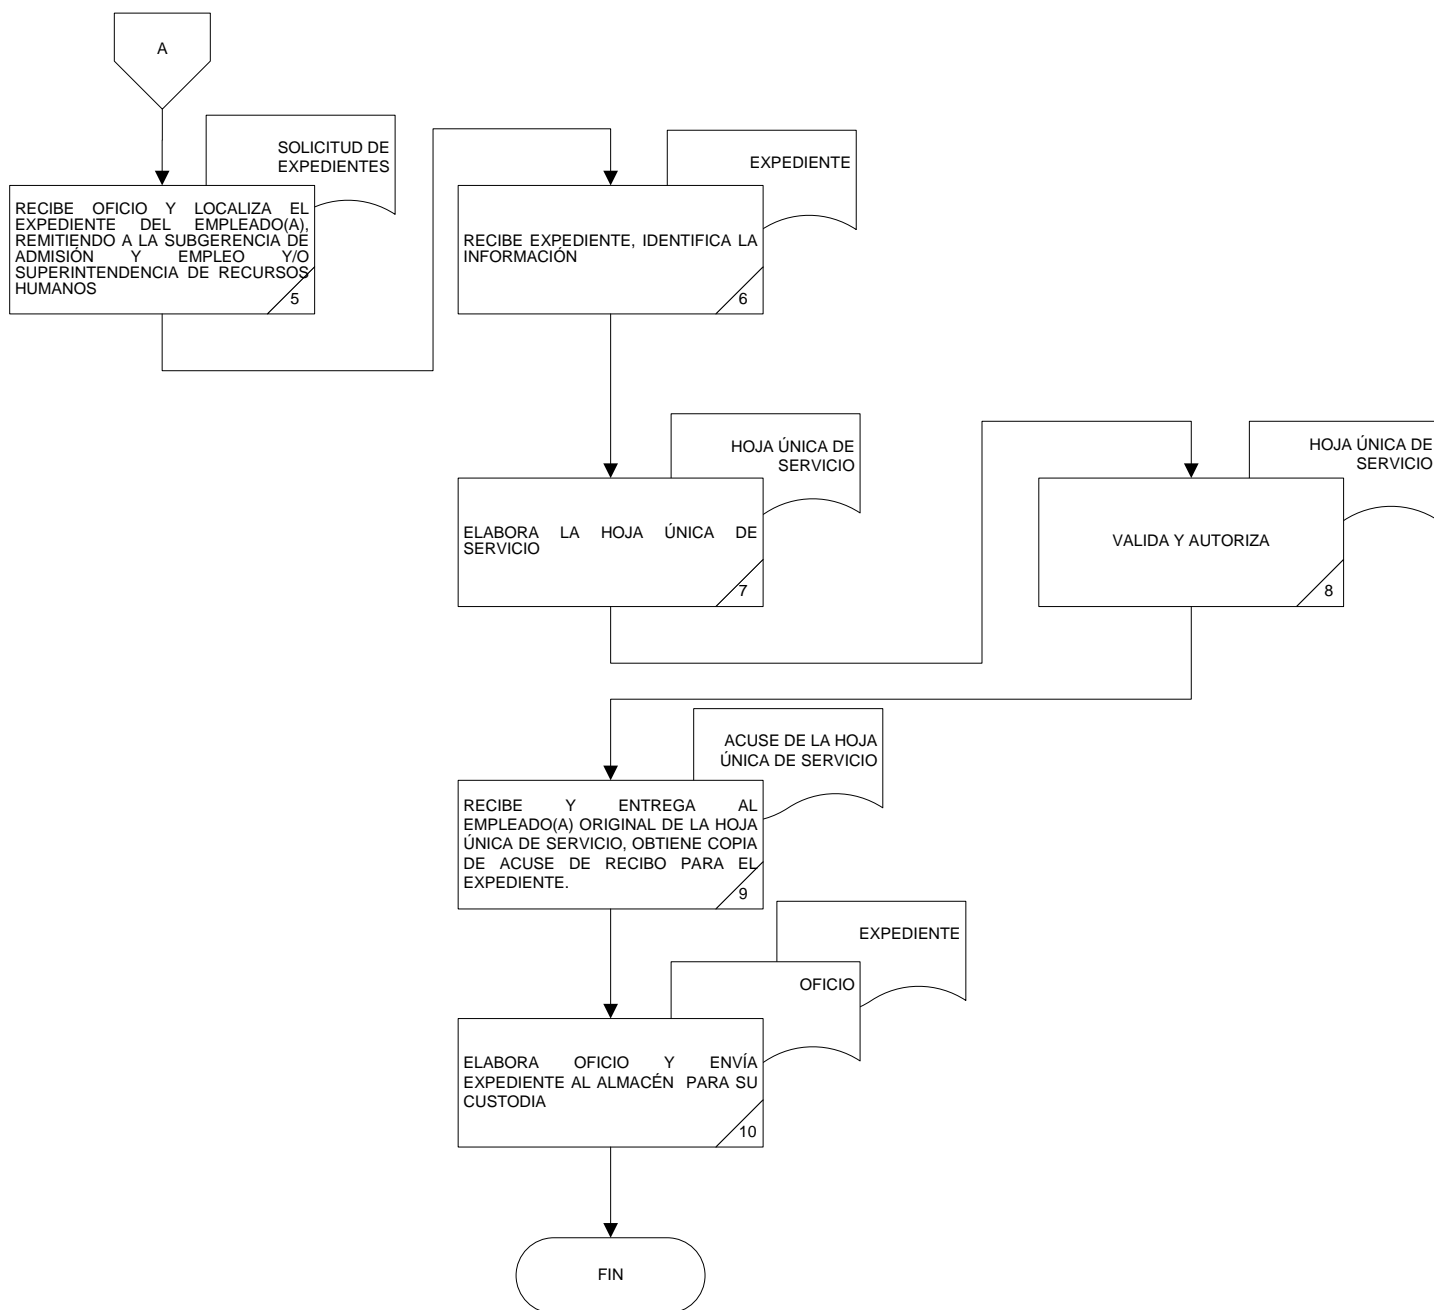 A
SOLICITUD DE
EXPEDIENTES
RECIBE OFICIO Y LOCALIZA EL
EXPEDIENTE DEL EMPLEADO(A),
REMITIENDO A LA SUBGERENCIA DE
ADMISIÓN Y EMPLEO Y/O
SUPERINTENDENCIA DE RECURSOS
HUMANOS
5
EXPEDIENTE
RECIBE EXPEDIENTE, IDENTIFICA LA
INFORMACIÓN
6
HOJA ÚNICA DE
SERVICIO
ELABORA LA HOJA ÚNICA DE
SERVICIO
7
HOJA ÚNICA DE
SERVICIO
VALIDA Y AUTORIZA
8
ACUSE DE LA HOJA
ÚNICA DE SERVICIO
RECIBE Y ENTREGA AL
EMPLEADO(A) ORIGINAL DE LA HOJA
ÚNICA DE SERVICIO, OBTIENE COPIA
DE ACUSE DE RECIBO PARA EL
EXPEDIENTE.
9
EXPEDIENTE
OFICIO
ELABORA OFICIO Y ENVÍA
EXPEDIENTE AL ALMACÉN PARA SU
CUSTODIA
10
FIN